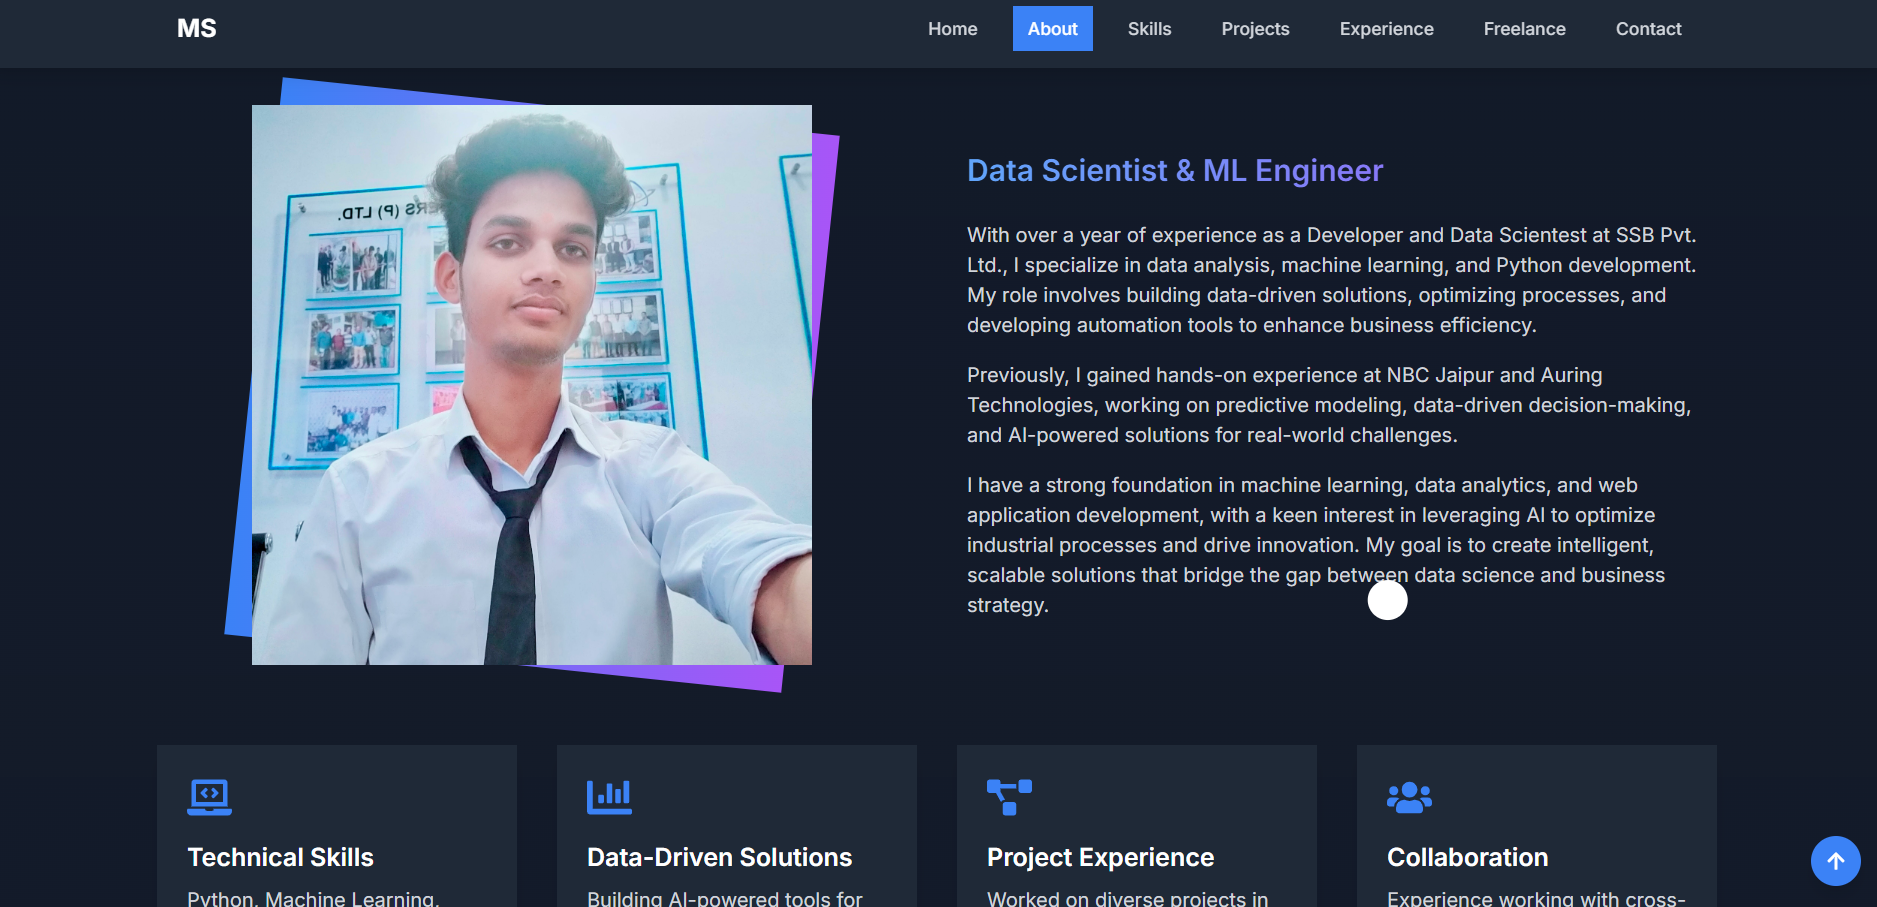 MS
Home About Skills Projects Experience Freelance Contact
Data Scientist & ML Engineer
With over a year of experience as a Developer and Data Scientest at SSB Pvt.
Ltd., I specialize in data analysis, machine learning, and Python development.
My role involves building data-driven solutions, optimizing processes, and
developing automation tools to enhance business efficiency.
Previously, I gained hands-on experience at NBC Jaipur and Auring
Technologies, working on predictive modeling, data-driven decision-making,
and AI-powered solutions for real-world challenges.
I have a strong foundation in machine learning, data analytics, and web
application development, with a keen interest in leveraging AI to optimize
industrial processes and drive innovation. My goal is to create intelligent,
scalable solutions that bridge the gap between data science and business
strategy.
(P) LTD.
Technical Skills
Python, Machine Learning,
Data-Driven Solutions
Building AI-powered tools for
Project Experience
Worked on diverse projects in
Collaboration
Experience working with cross-